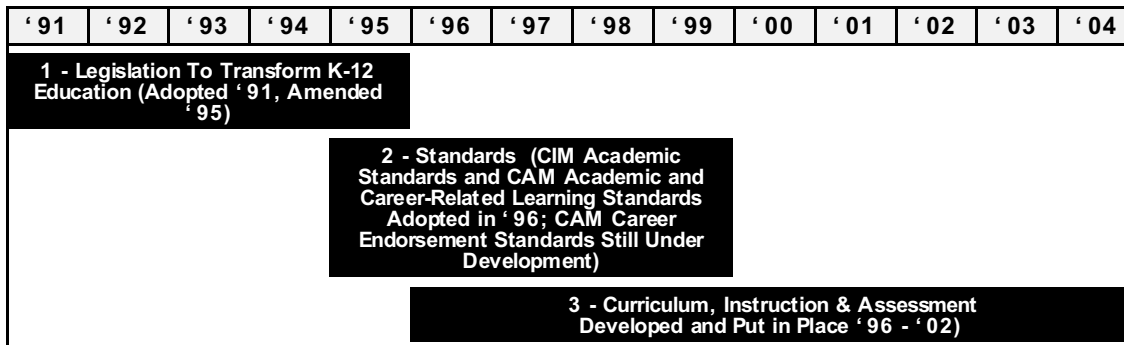 ‘91 ‘92 ‘93 ‘94 ‘95 ‘96 ‘97 ‘98 ‘99 ‘00 ‘01 ‘02 ‘03 ‘04
1 - Legislation To Transform K-12
Education (Adopted ‘91, Amended
‘95)
2 - Standards (CIM Academic
Standards and CAM Academic and
Career-Related Learning Standards
Adopted in ‘96; CAM Career
Endorsement Standards Still Under
Development)
3 - Curriculum, Instruction & Assessment
Developed and Put in Place ‘96 - ‘02)